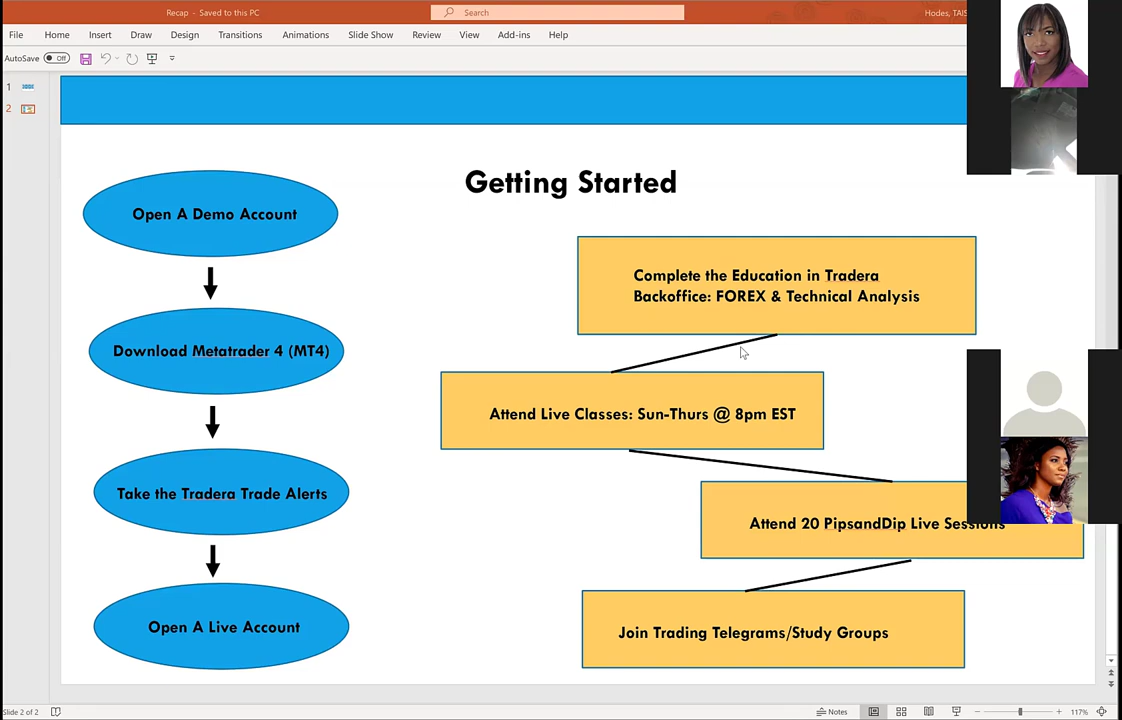 Recap - Saved to this PC
Search
Hodes, TAI
File Home Insert Draw Design Transitions Animations Slide Show Review View Add-ins Help
AutoSave Off
1
2
Getting Started
Open A Demo Account
Download Metatrader 4 (MT4)
Take the Tradera Trade Alerts
Open A Live Account
Complete the Education in Tradera
Backoffice: FOREX & Technical Analysis
Attend Live Classes: Sun-Thurs @ 8pm EST
Attend 20 PipsandDip Live Sessions
Join Trading Telegrams/Study Groups
Slide 2 of 2
Notes
117%